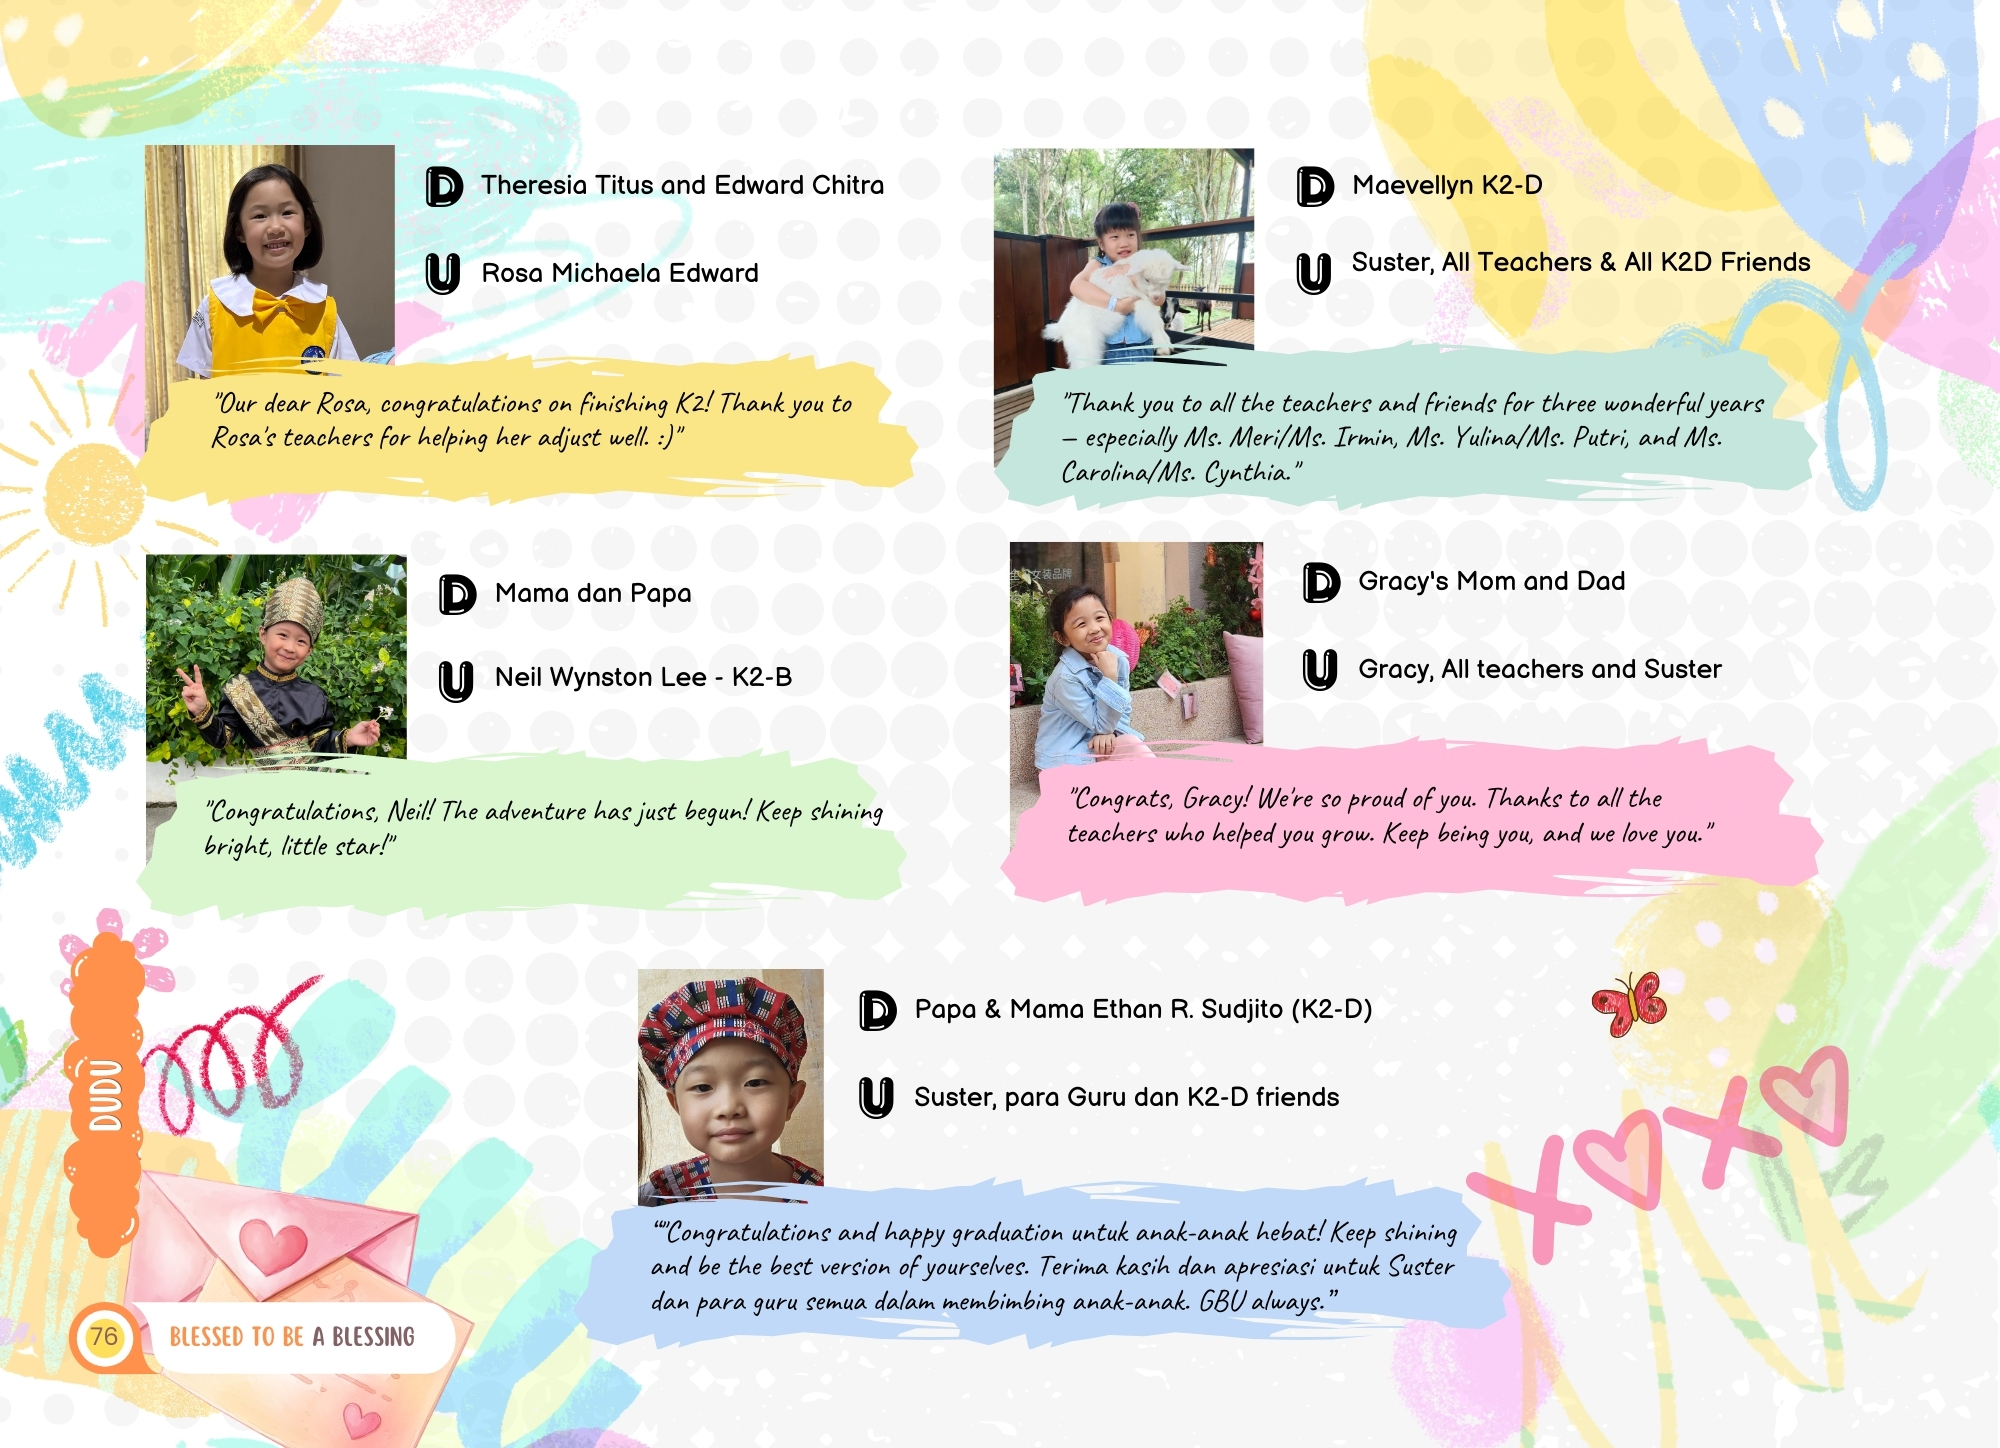 D Theresia Titus and Edward Chitra
U Rosa Michaela Edward
"Our dear Rosa, congratulations on finishing K2! Thank you to
Rosa's teachers for helping her adjust well. :)"
D Maevellyn K2-D
U Suster, All Teachers & All K2D Friends
"Thank you to all the teachers and friends for three wonderful years
– especially Ms. Meri/Ms. Irmin, Ms. Yulina/Ms. Putri, and Ms.
Carolina/Ms. Cynthia."
D Mama dan Papa
U Neil Wynston Lee - K2-B
"Congratulations, Neil! The adventure has just begun! Keep shining
bright, little star!"
女装品牌
D Gracy's Mom and Dad
U Gracy, All teachers and Suster
"Congrats, Gracy! We're so proud of you. Thanks to all the
teachers who helped you grow. Keep being you, and we love you."
D Papa & Mama Ethan R. Sudjito (K2-D)
U Suster, para Guru dan K2-D friends
“"Congratulations and happy graduation untuk anak-anak hebat! Keep shining
and be the best version of yourselves. Terima kasih dan apresiasi untuk Suster
dan para guru semua dalam membimbing anak-anak. GBU always.”
DUDU
76 BLESSED TO BE A BLESSING